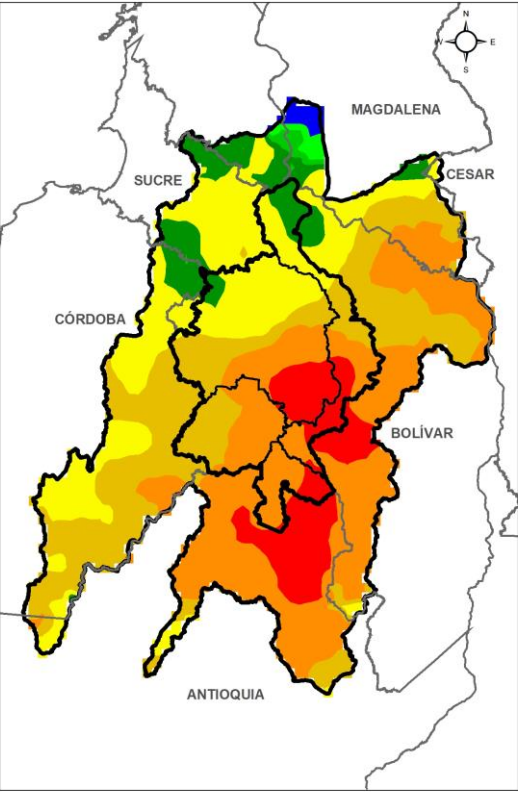 N
W E
S
MAGDALENA
CESAR
SUCRE
CÓRDOBA
BOLÍVAR
ANTIOQUIA